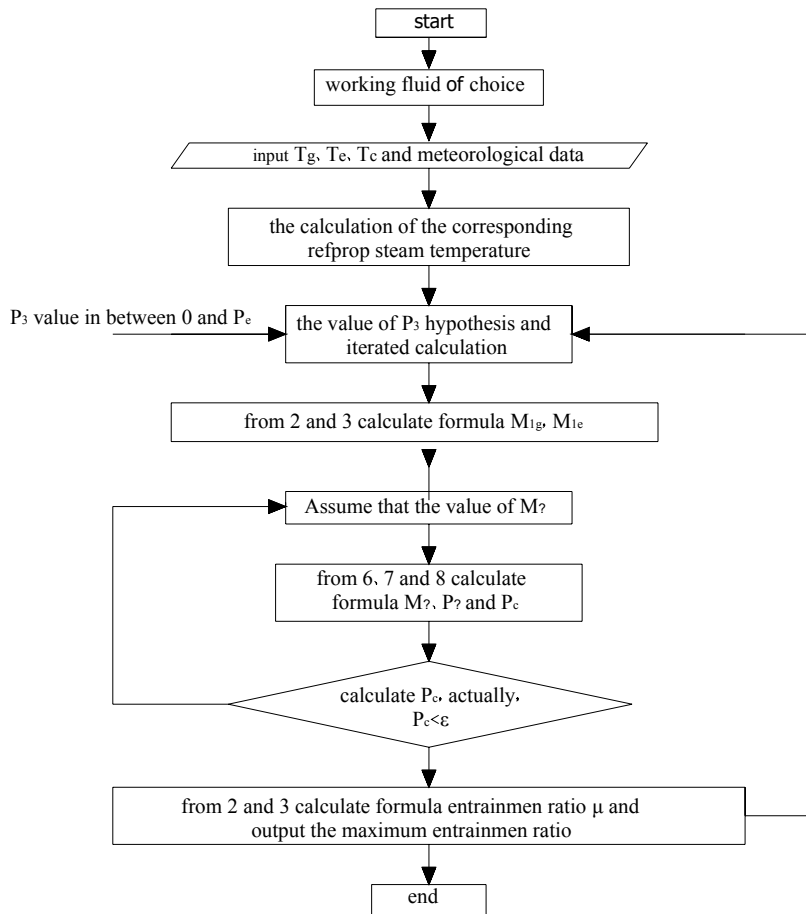 start
working fluid of choice
input Tg、Te、Tc and meteorological data
the calculation of the corresponding
refprop steam temperature
P3 value in between 0 and Pe
the value of P3 hypothesis and
iterated calculation
from 2 and 3 calculate formula M1g, M1e
Assume that the value of M?
from 6、7 and 8 calculate
formula M?、P? and Pc
calculate Pc, actually,
Pc<ε
from 2 and 3 calculate formula entrainmen ratio μ and
output the maximum entrainmen ratio
end